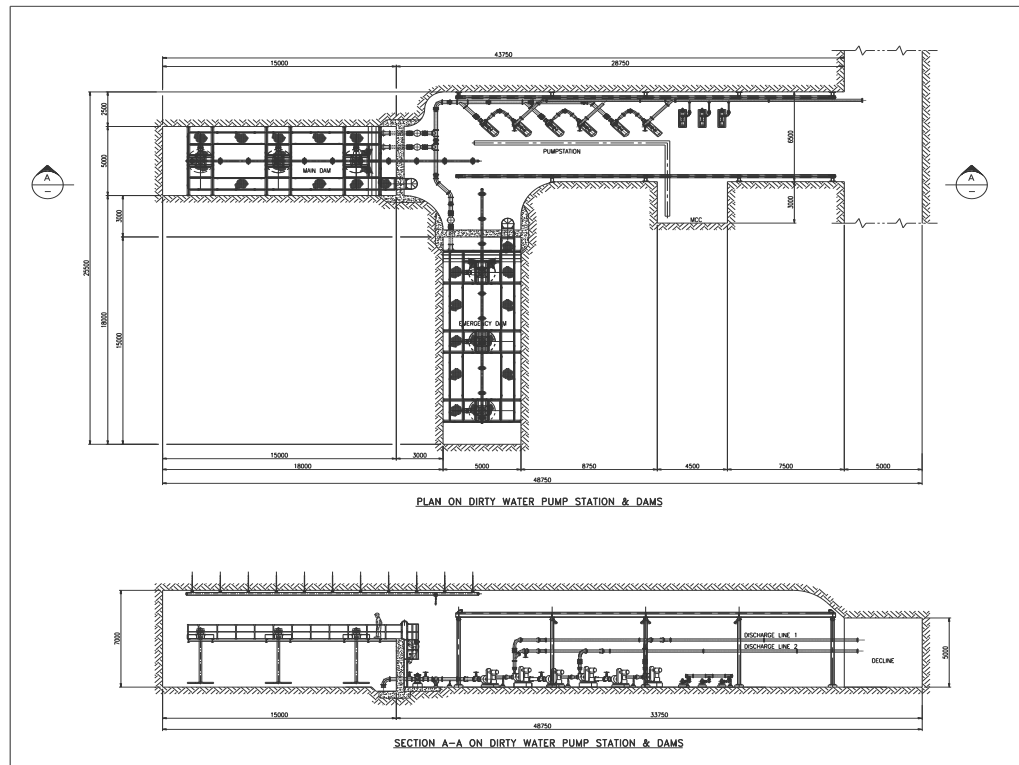 43750
15000
28750
2500
5000
3000
25500
18000
15000
MAIN DAM
PUMPSTATION
6500
3000
MCC
EMERGENCY DAM
A
–
A
–
15000
3000
18000
5000
8750
4500
7500
5000
48750
PLAN ON DIRTY WATER PUMP STATION & DAMS
7000
DISCHARGE LINE 1
DISCHARGE LINE 2
DECLINE
5000
15000
33750
48750
SECTION A–A ON DIRTY WATER PUMP STATION & DAMS